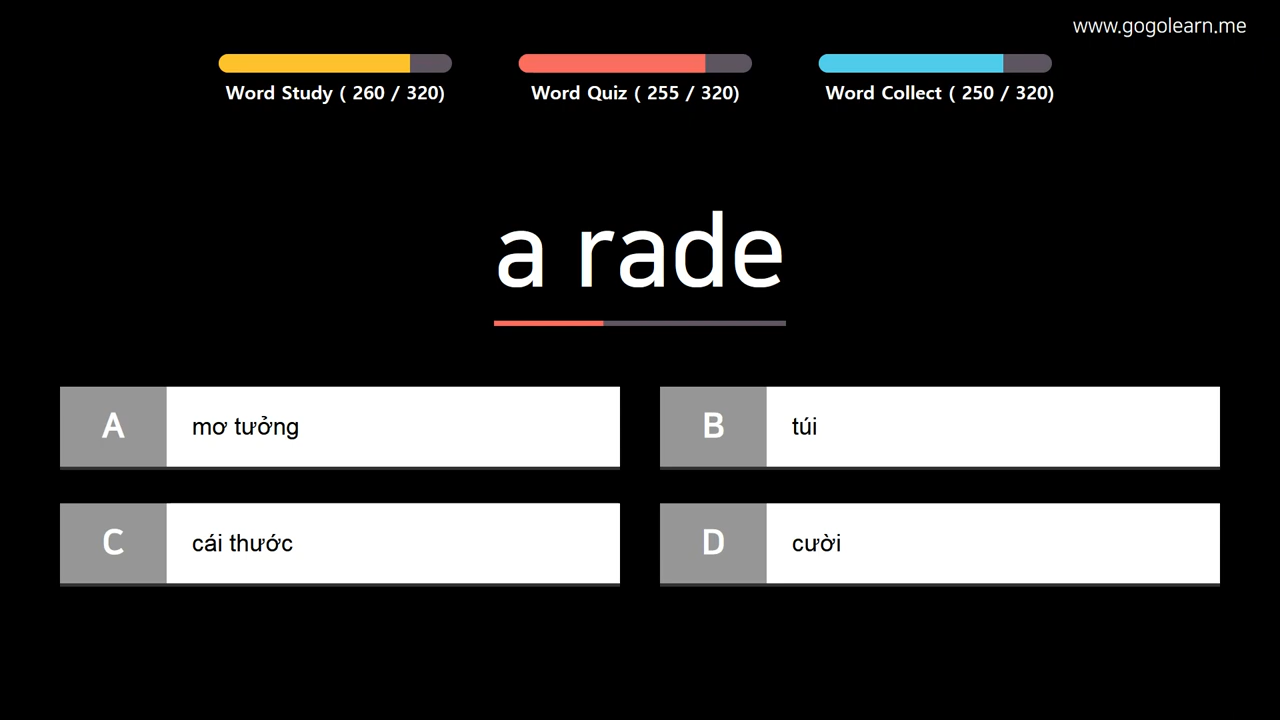 www.gogolearn.me
Word Study ( 260 / 320)
Word Quiz ( 255 / 320)
Word Collect ( 250 / 320)
a rade
A
mơ tưởng
B
túi
C
cái thước
D
cười